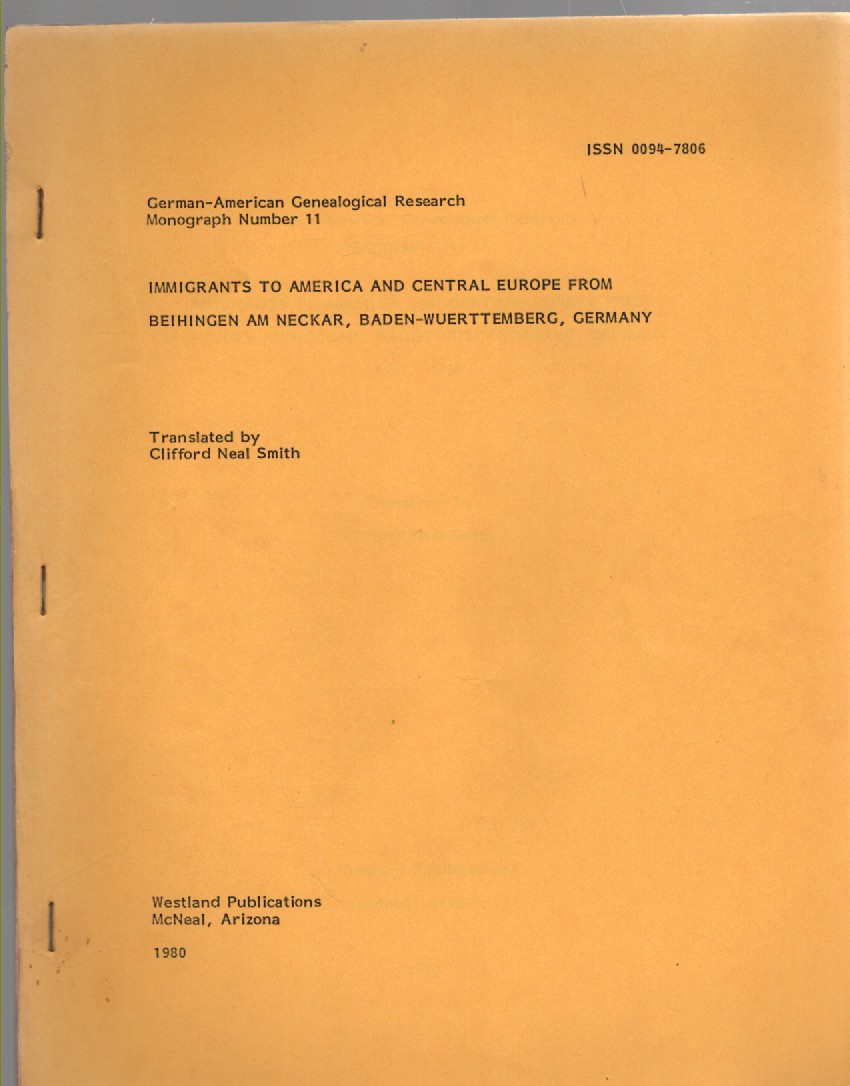 ISSN 0094-7806
German-American Genealogical Research
Monograph Number 11
IMMIGRANTS TO AMERICA AND CENTRAL EUROPE FROM
BEIHINGEN AM NECKAR, BADEN-WUERTTEMBERG, GERMANY
Translated by
Clifford Neal Smith
Westland Publications
McNeal, Arizona
1980